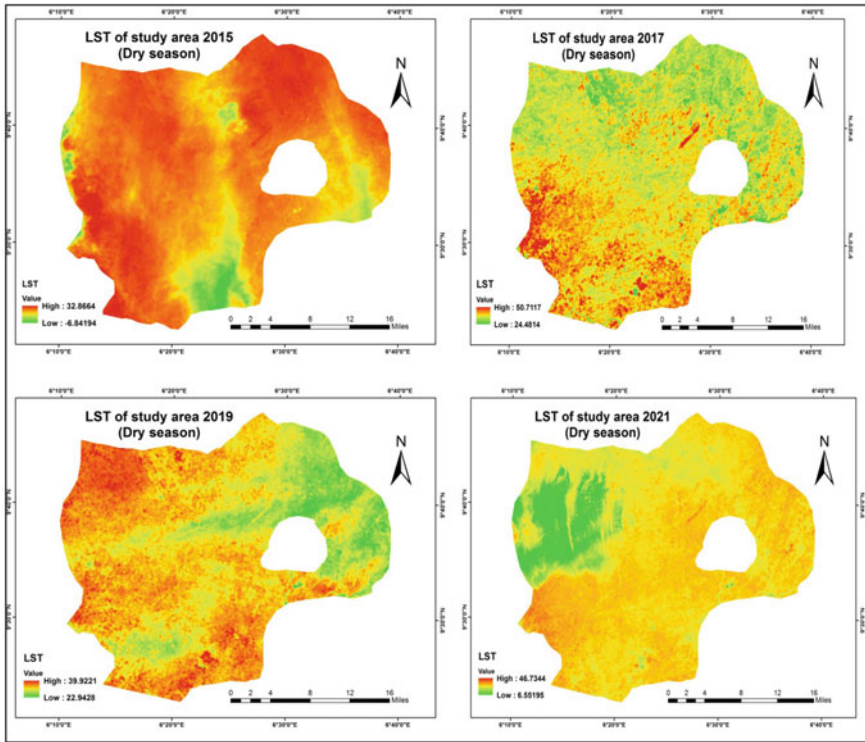 LST of study area 2015
(Dry season)
6°10'0"E 6°20'0"E 6°30'0"E 6°40'0"E
N
LST
Value
High : 32.8664
Low : -6.84194
0 2 4 8 12 16
Miles
6°10'0"E 6°20'0"E 6°30'0"E 6°40'0"E
LST of study area 2017
(Dry season)
6°10'0"E 6°20'0"E 6°30'0"E 6°40'0"E
N
LST
Value
High : 50.7117
Low : 24.4814
0 2 4 8 12 16
Miles
6°10'0"E 6°20'0"E 6°30'0"E 6°40'0"E
LST of study area 2019
(Dry season)
6°10'0"E 6°20'0"E 6°30'0"E 6°40'0"E
N
LST
Value
High : 39.9221
Low : 22.9428
0 2 4 8 12 16
Miles
6°10'0"E 6°20'0"E 6°30'0"E 6°40'0"E
LST of study area 2021
(Dry season)
6°10'0"E 6°20'0"E 6°30'0"E 6°40'0"E
N
LST
Value
High : 46.7344
Low : 6.55195
0 2 4 8 12 16
Miles
6°10'0"E 6°20'0"E 6°30'0"E 6°40'0"E